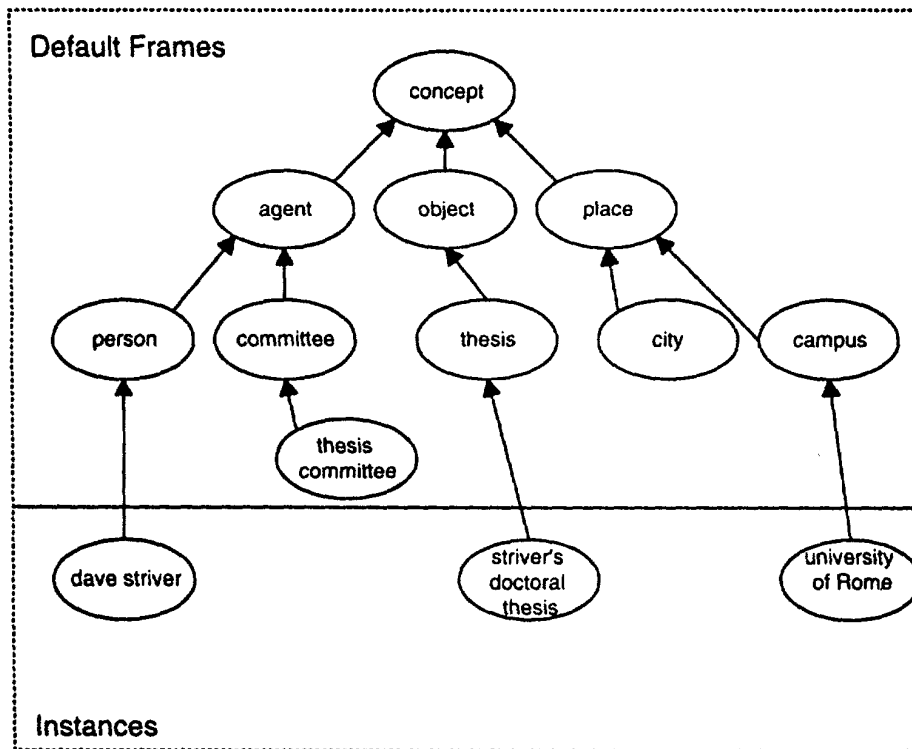 Default Frames
concept
agent
object
place
person
committee
thesis
city
campus
thesis
committee
dave striver
striver's
doctoral
thesis
university
of Rome
Instances